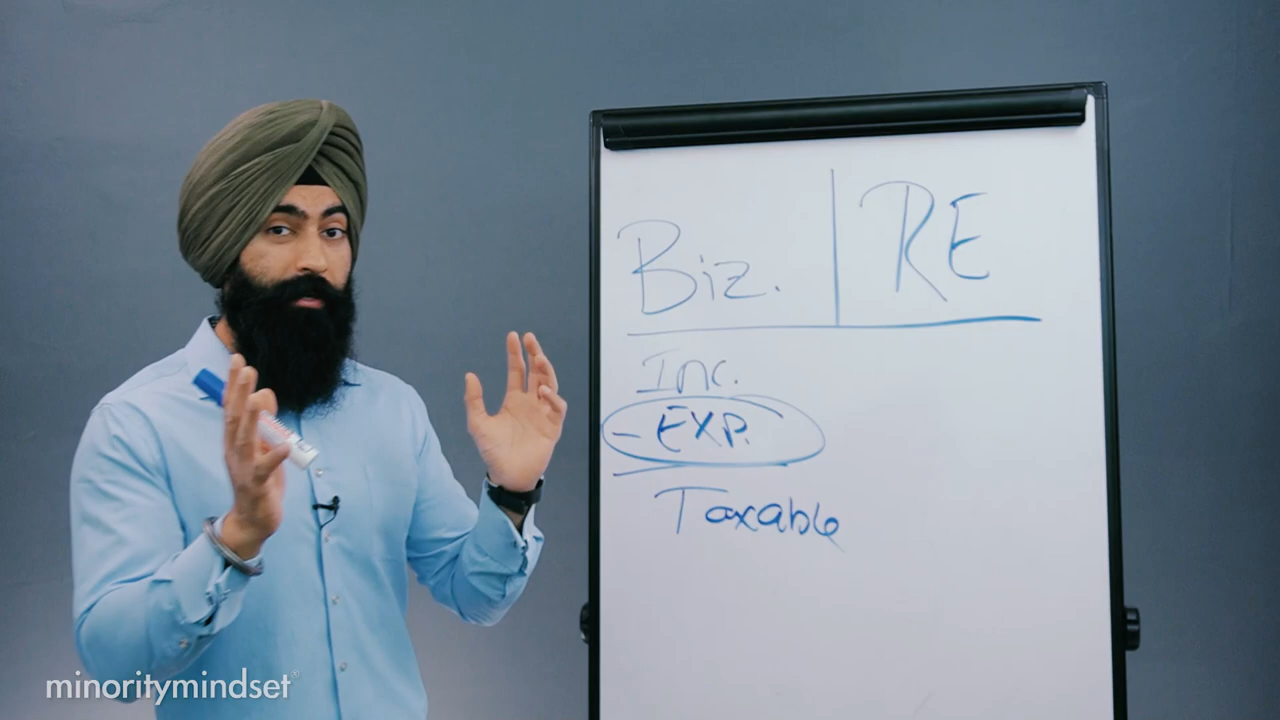 Biz. | RE
Inc.
- EXP.
Taxable
minoritymindset®